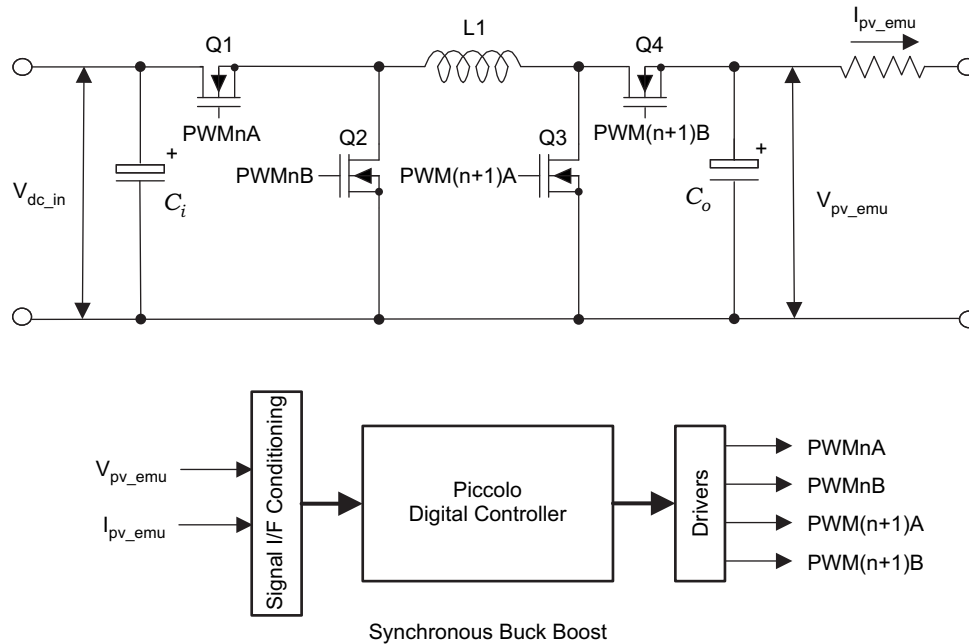 I_pv_emu
L1
Q1
Q4
PWMnA
Q2
Q3
PWM(n+1)B
+
PWMnB
PWM(n+1)A
+
V_dc_in
C_i
C_o
V_pv_emu
Signal I/F Conditioning
V_pv_emu
I_pv_emu
Piccolo
Digital Controller
Drivers
PWMnA
PWMnB
PWM(n+1)A
PWM(n+1)B
Synchronous Buck Boost